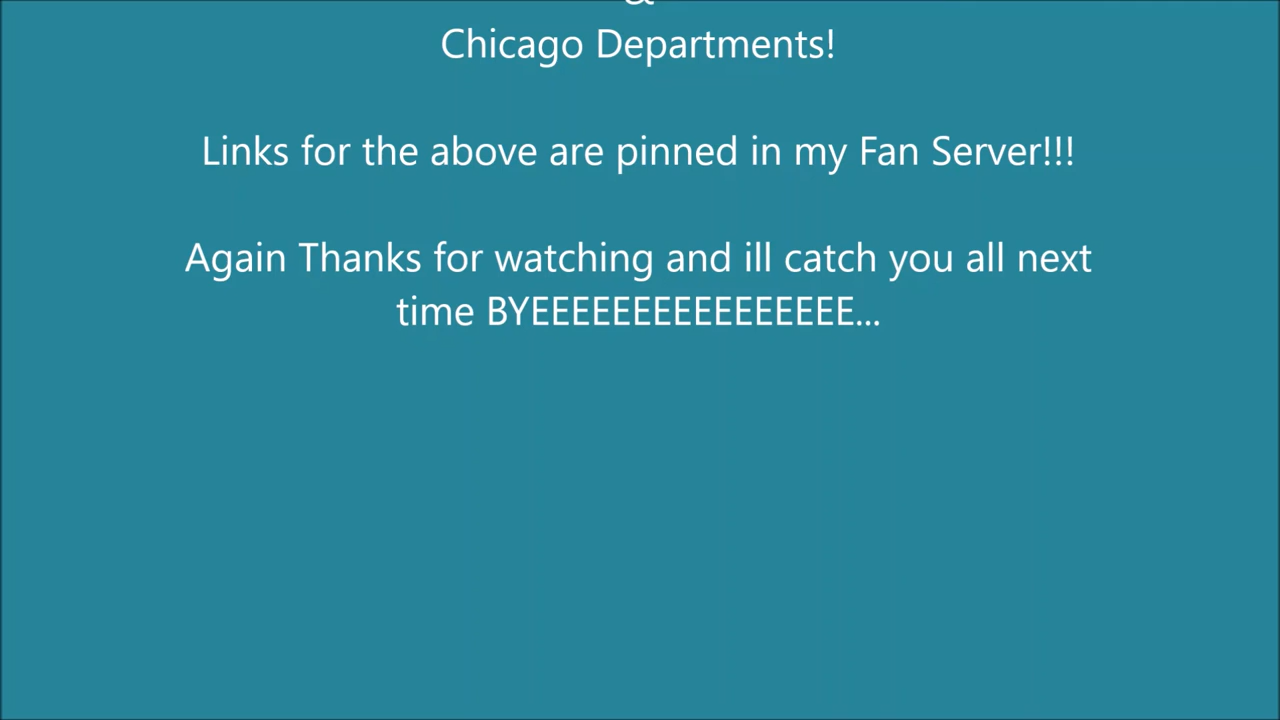 &
Chicago Departments!
Links for the above are pinned in my Fan Server!!!
Again Thanks for watching and ill catch you all next
time BYEEEEEEEEEEEEEEEE...